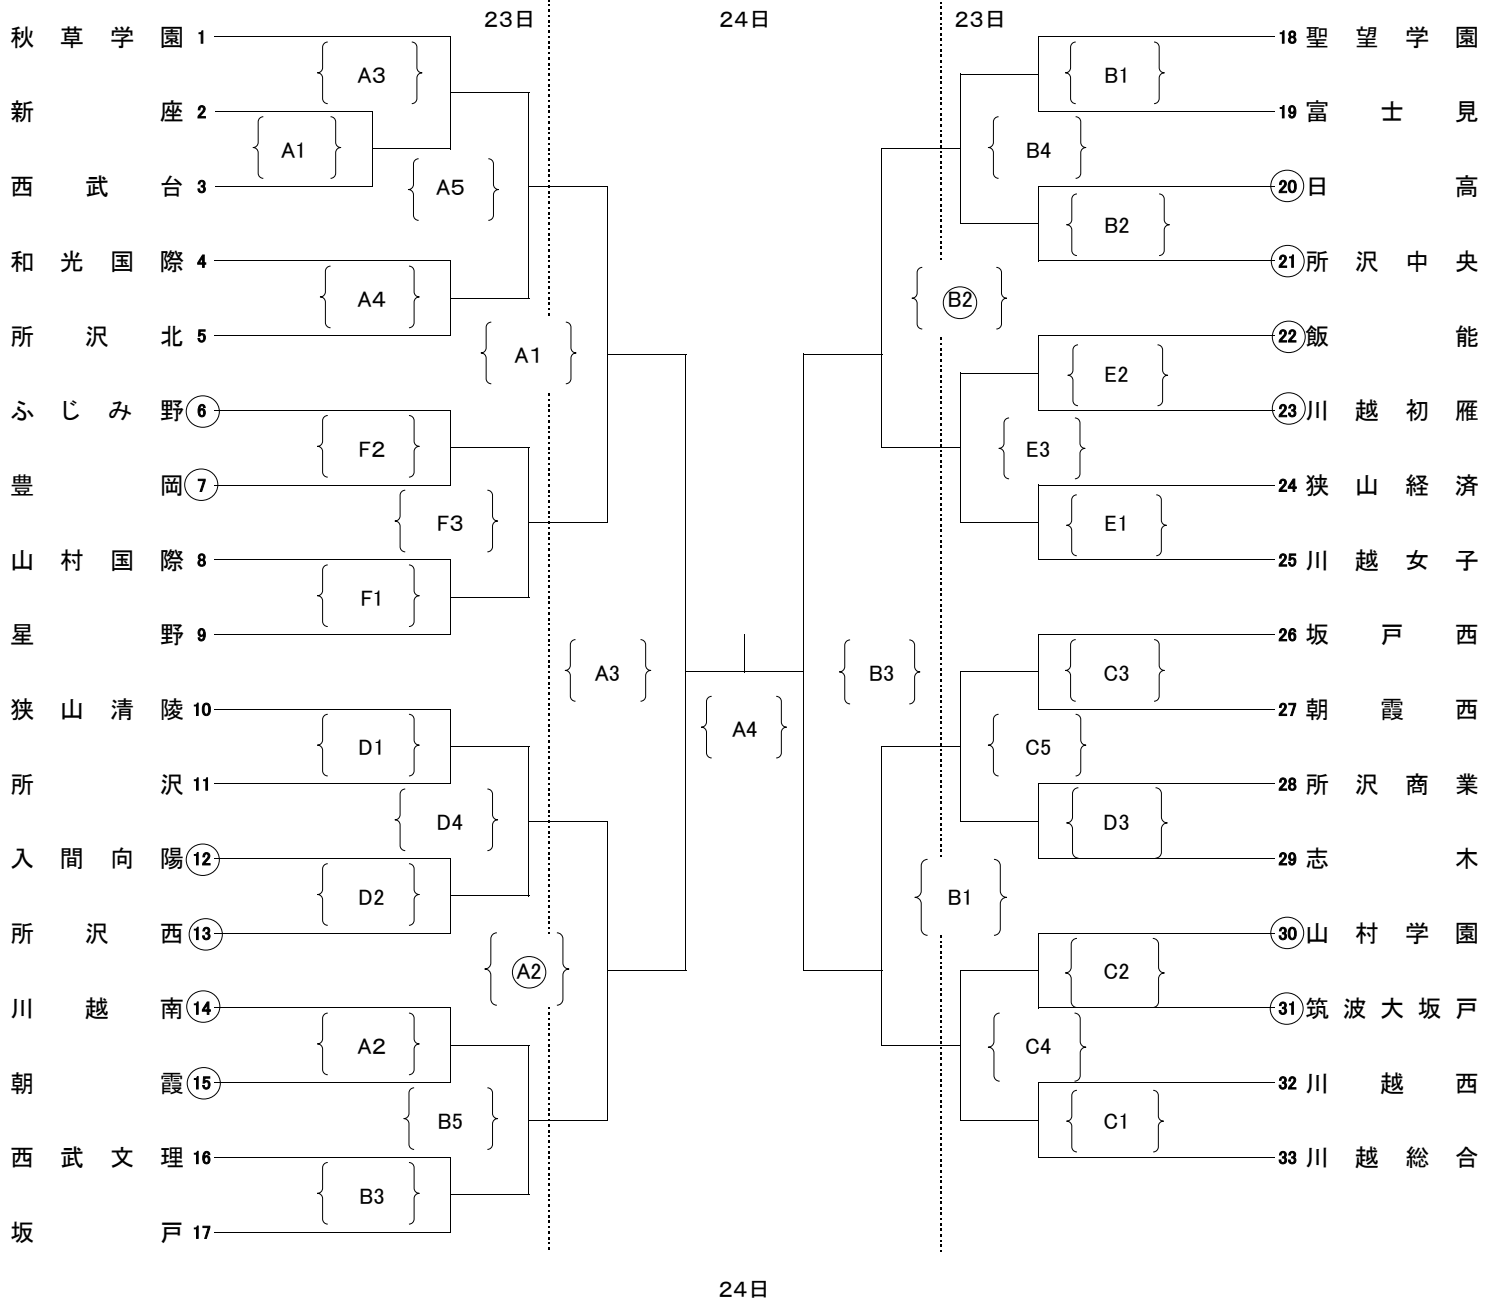 23日 24日 23日
秋草学園 1
A3
新座 2
A1
西武台 3
A5
和光国際 4
A4
所沢北 5
A1
ふじみ野 6
F2
豊岡 7
F3
山村国際 8
F1
星野 9
A3
狭山清陵 10
D1
所沢 11
D4
入間向陽 12
D2
所沢西 13
A2
川越南 14
A2
朝霞 15
B5
西武文理 16
B3
坂戸 17
A4
18 聖望学園
B1
19 富士見
B4
20 日高
B2
21 所沢中央
B2
22 飯能
E2
23 川越初雁
E3
24 狭山経済
E1
25 川越女子
B3
26 坂戸西
C3
27 朝霞西
C5
28 所沢商業
D3
29 志木
B1
30 山村学園
C2
31 筑波大坂戸
C4
32 川越西
C1
33 川越総合
24日